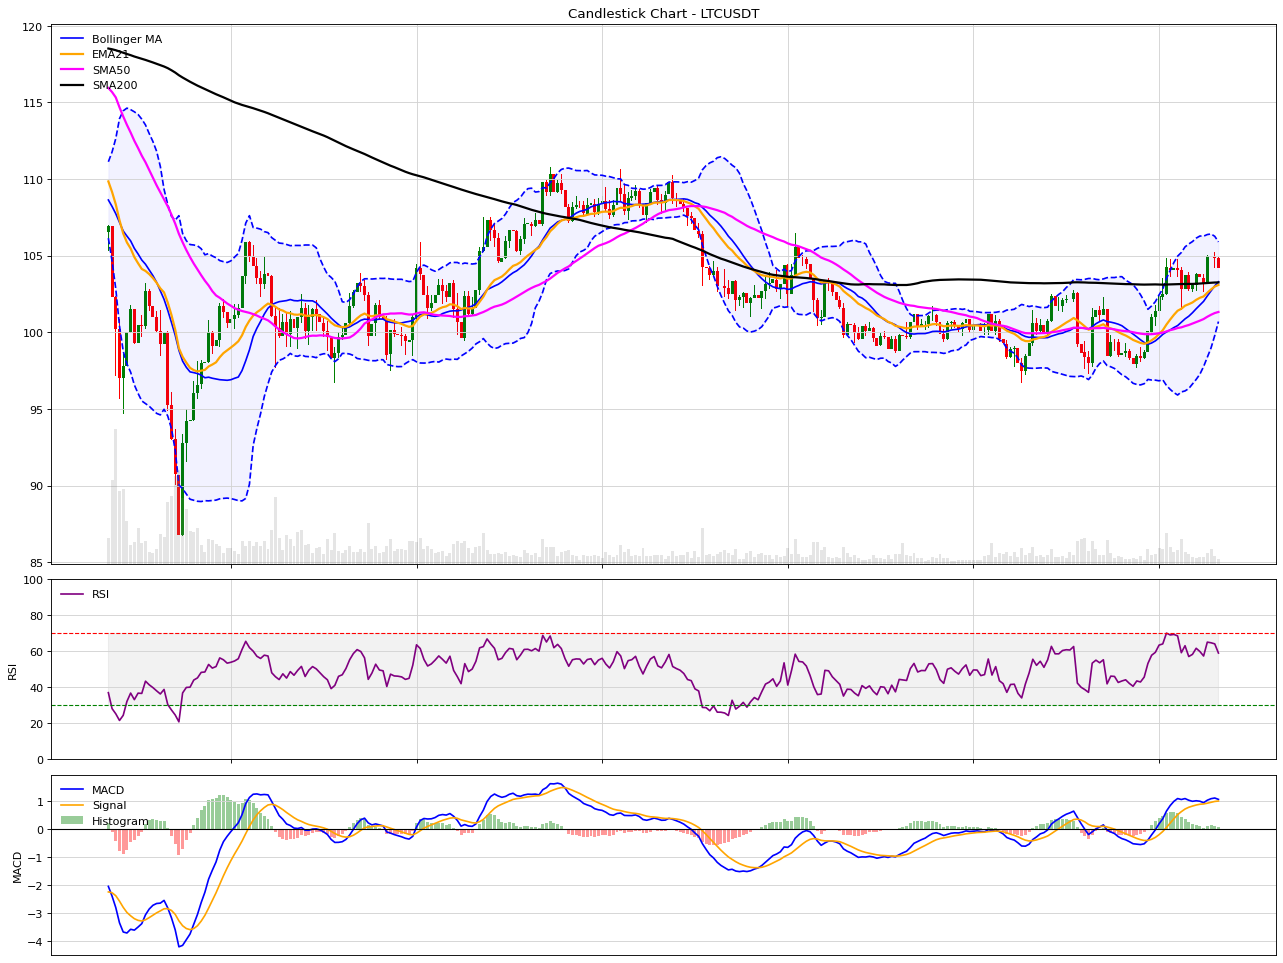 Candlestick Chart - LTCUSDT
120
115
110
105
100
95
90
85
Bollinger MA
EMA21
SMA50
SMA200
100
80
60
40
20
0
RSI
RSI
1
0
−1
−2
−3
−4
MACD
MACD
Signal
Histogram